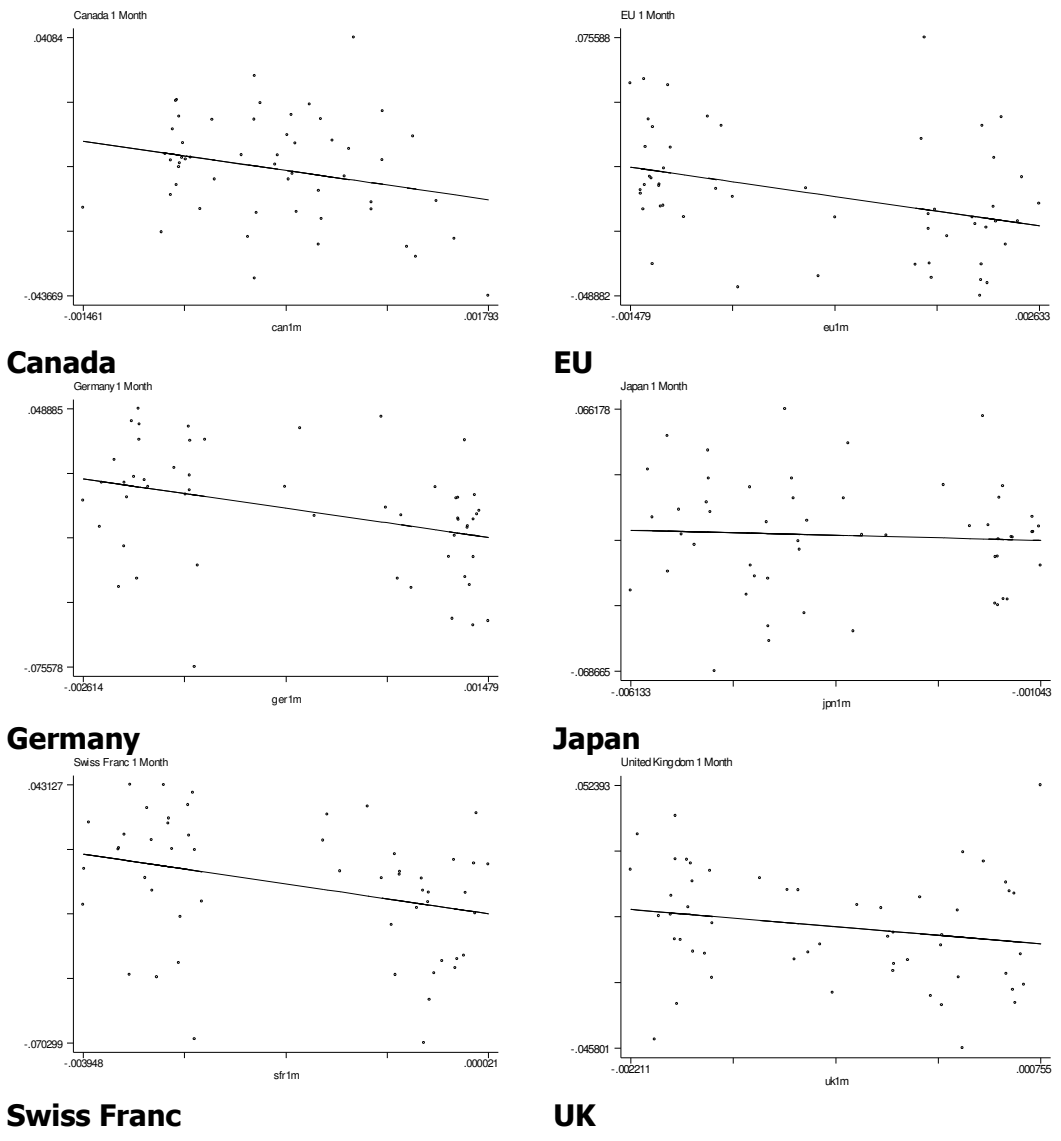 Canada 1 Month
.04084
-.043669
-.001461
.001793
can1m
Canada
EU 1 Month
.075588
-.048882
-.001479
.002633
eu1m
EU
Germany 1 Month
.048885
-.075578
-.002614
.001479
ger1m
Germany
Japan 1 Month
.066178
-.068665
-.006133
-.001043
jpn1m
Japan
Swiss Franc 1 Month
.043127
-.070299
-.003948
.000021
sfr1m
Swiss Franc
United Kingdom 1 Month
.052393
-.045801
-.002211
.000755
uk1m
UK